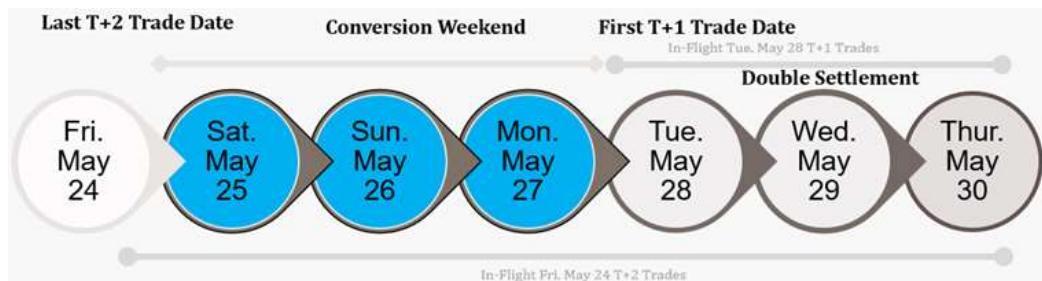 Last T+2 Trade Date
Conversion Weekend
First T+1 Trade Date
In-Flight Tue. May 28 T+1 Trades
Double Settlement
Fri.
May
24
Sat.
May
25
Sun.
May
26
Mon.
May
27
Tue.
May
28
Wed.
May
29
Thur.
May
30
In-Flight Fri. May 24 T+2 Trades